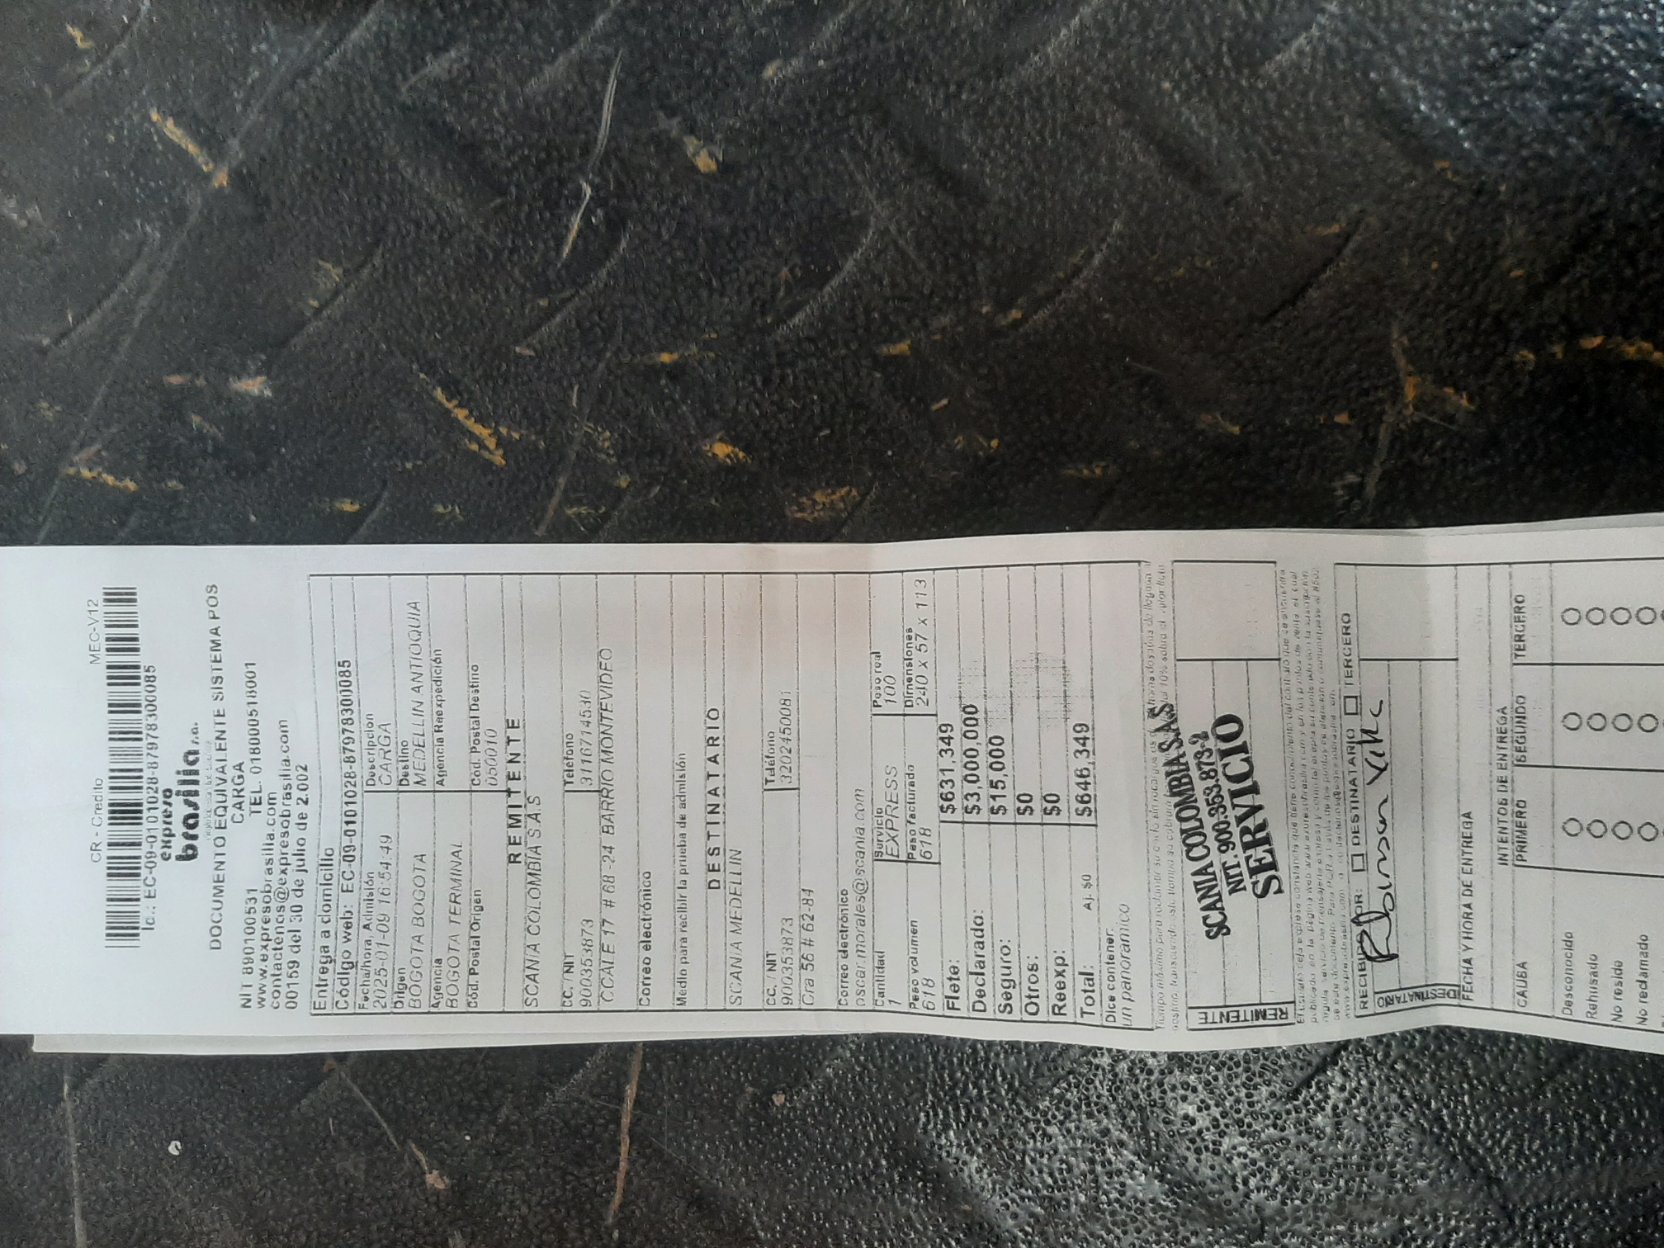 CR - Credito MEC-V12
Id.: EC-09-0101028-87978300085
expreso
brasilia s.a.
DOCUMENTO EQUIVALENTE SISTEMA POS
CARGA
NIT 890100531 TEL. 018000518001
www.expresobrasilia.com
contactenos@expresobrasilia.com
00159 del 30 de julio de 2.002
Entrega a domicilio
Código web: EC-09-0101028-87978300085
Fecha/hora, Admisión Descripcion
2025-01-09 16:54:49 CARGA
Origen Destino
BOGOTA BOGOTA MEDELLIN ANTIOQUIA
Agencia Agencia Reexpedición
BOGOTA TERMINAL
Cód. Postal Origen Cód. Postal Destino
050010
REMITENTE
SCANIA COLOMBIA S.A.S
CC, NIT Teléfono
900353873 3116714530
CCALE 17 # 68 -24 BARRIO MONTEVIDEO
Correo electrónico
Medio para recibir la prueba de admisión
DESTINATARIO
SCANIA MEDELLIN
CC, NIT Teléfono
900353873 3202450081
Cra 56 # 62-84
Correo electrónico
oscar.morales@scania.com
Cantidad Servicio Peso real
1 EXPRESS 100
Peso volumen Peso facturado Dimensiones
618 618 240 x 57 x 113
Flete: $631,349
Declarado: $3,000,000
Seguro: $15,000
Otros: $0
Reexp: $0
Total: Aj. $0 $646,349
Dice contener:
un panoramico
REMITENTE
SCANIA COLOMBIA S.A.S
NIT. 900.353.873-2
SERVICIO
RECIBIDO POR: DESTINATARIO TERCERO
DESTINATARIO
FECHA Y HORA DE ENTREGA
INTENTOS DE ENTREGA
CAUSA PRIMERO SEGUNDO TERCERO
Desconocido
Rehusado
No reside
No reclamado